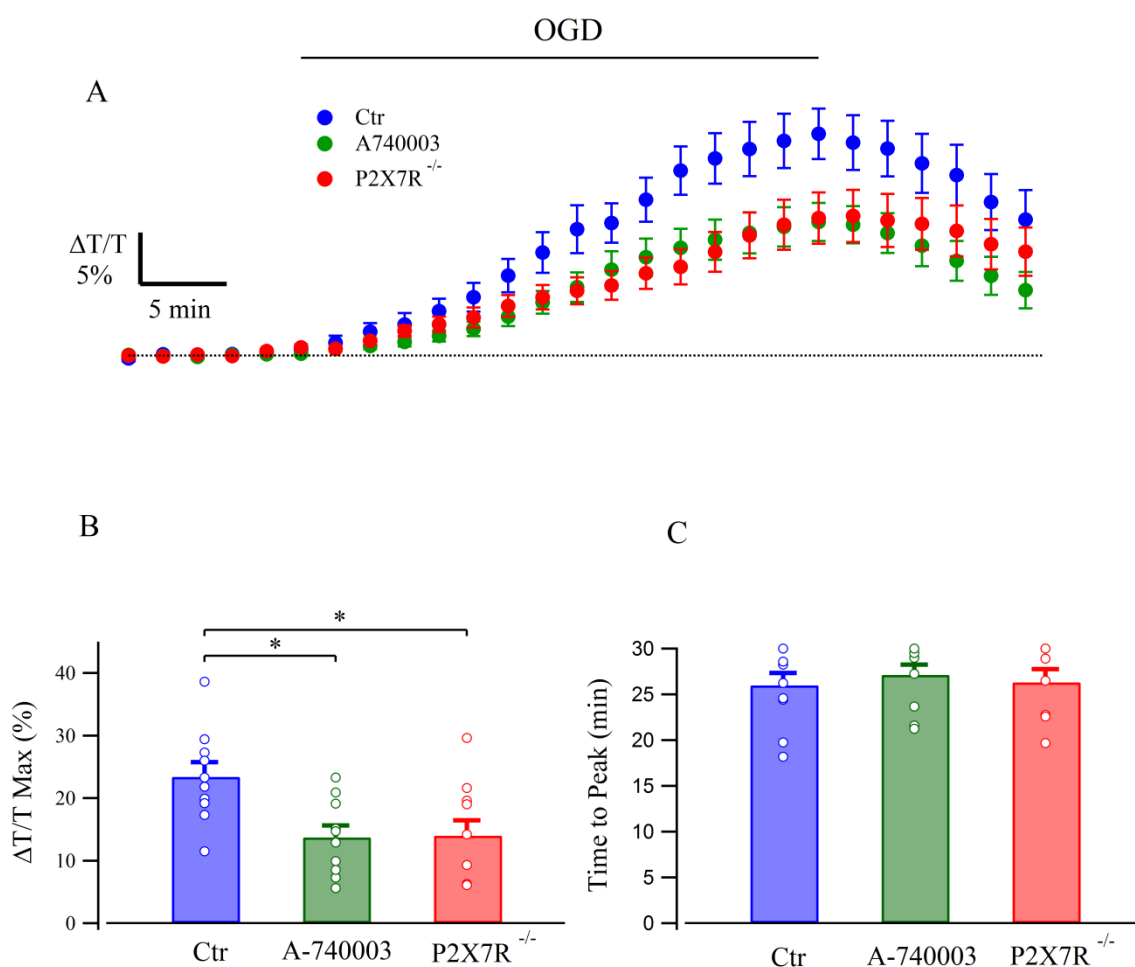 OGD
A
Ctr
A740003
P2X7R -/-
ΔT/T
5%
5 min
B
*
*
ΔT/T Max (%)
40
30
20
10
0
Ctr
A-740003
P2X7R -/-
C
Time to Peak (min)
30
25
20
15
10
5
0
Ctr
A-740003
P2X7R -/-